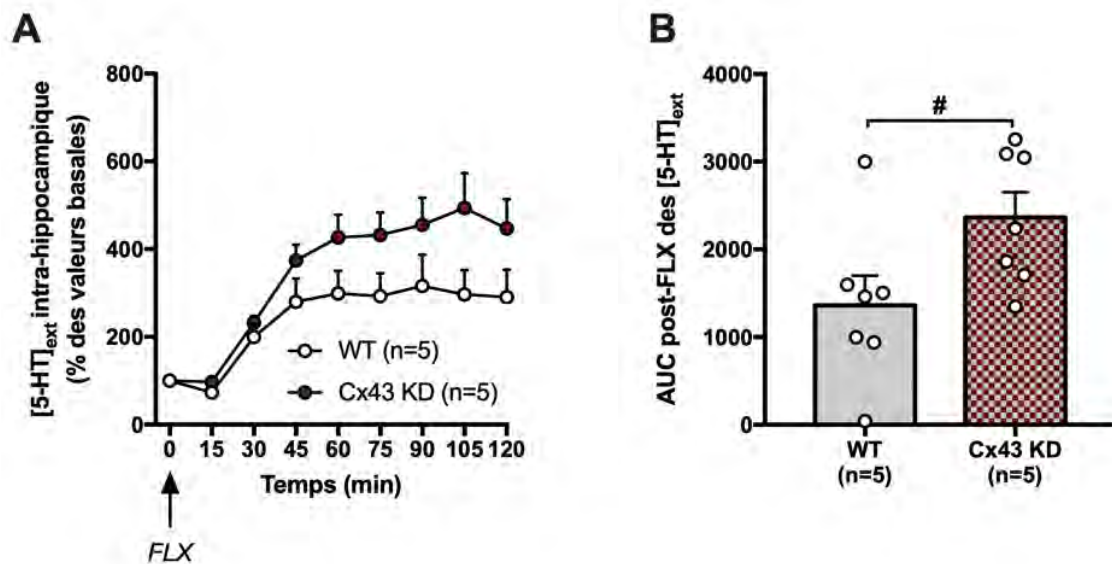 A
[5-HT]ext intra-hippocampique
(% des valeurs basales)
800
600
400
200
0
WT (n=5)
Cx43 KD (n=5)
0 15 30 45 60 75 90 105 120
Temps (min)
FLX
B
AUC post-FLX des [5-HT]ext
4000
3000
2000
1000
0
#
WT
(n=5)
Cx43 KD
(n=5)